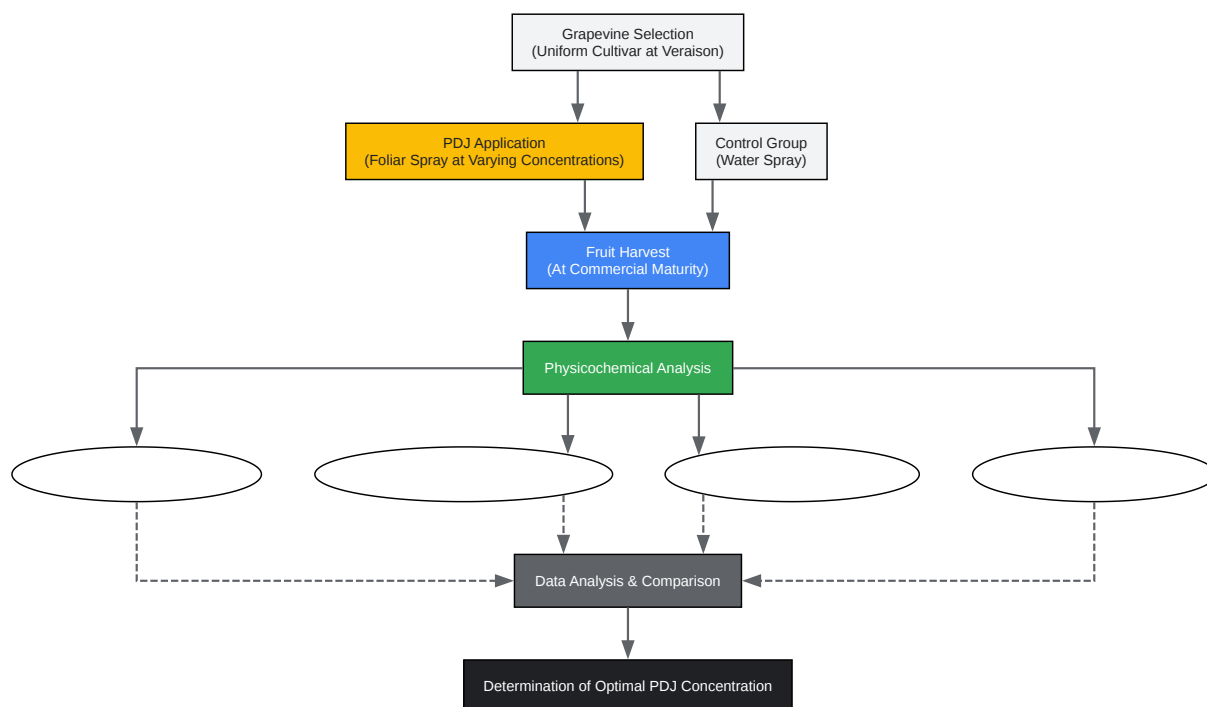 Grapevine Selection
(Uniform Cultivar at Veraison)
PDJ Application
(Foliar Spray at Varying Concentrations)
Control Group
(Water Spray)
Fruit Harvest
(At Commercial Maturity)
Physicochemical Analysis
Data Analysis & Comparison
Determination of Optimal PDJ Concentration